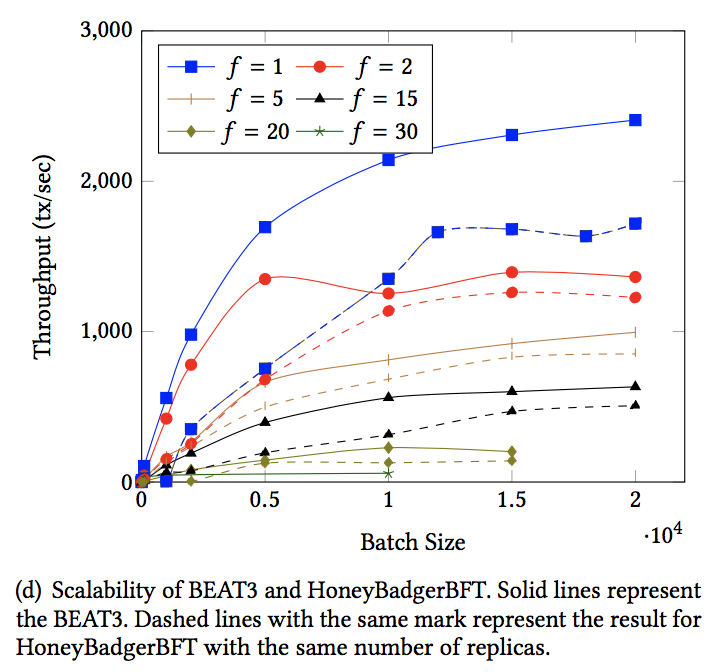 3,000
2,000
1,000
0
Throughput (tx/sec)
f = 1 f = 2
f = 5 f = 15
f = 20 f = 30
0 0.5 1 1.5 2
·10⁴
Batch Size
(d) Scalability of BEAT3 and HoneyBadgerBFT. Solid lines represent
the BEAT3. Dashed lines with the same mark represent the result for
HoneyBadgerBFT with the same number of replicas.